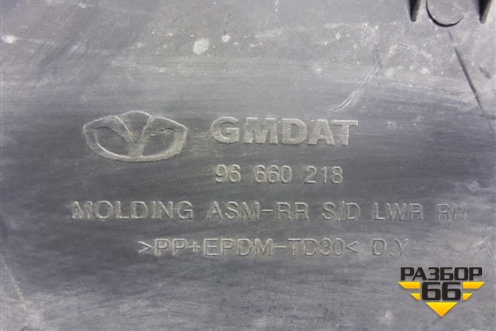 GMDAT
96 660 218
MOLDING ASM-RR S/D LWR RH
>PP+EPDM-TD30< D.Y
РАЗБОР
66